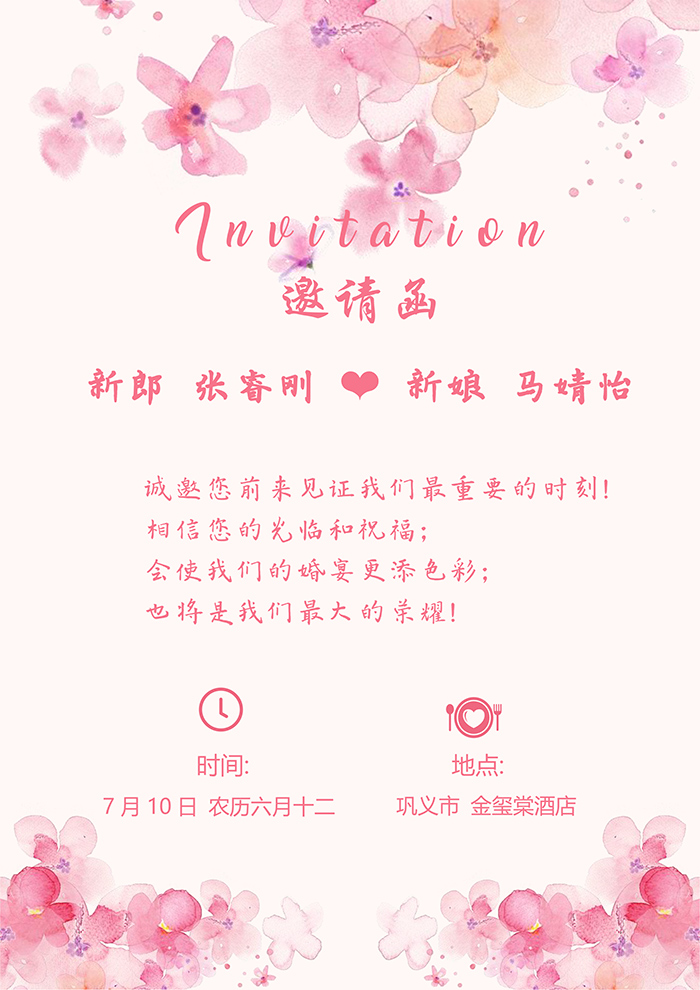 Invitation
邀请函
新郎 张睿刚 ❤ 新娘 马婧怡
诚邀您前来见证我们最重要的时刻!
相信您的光临和祝福;
会使我们的婚宴更添色彩;
也将是我们最大的荣耀!
时间: 地点:
7月10日 农历六月十二 巩义市 金玺棠酒店